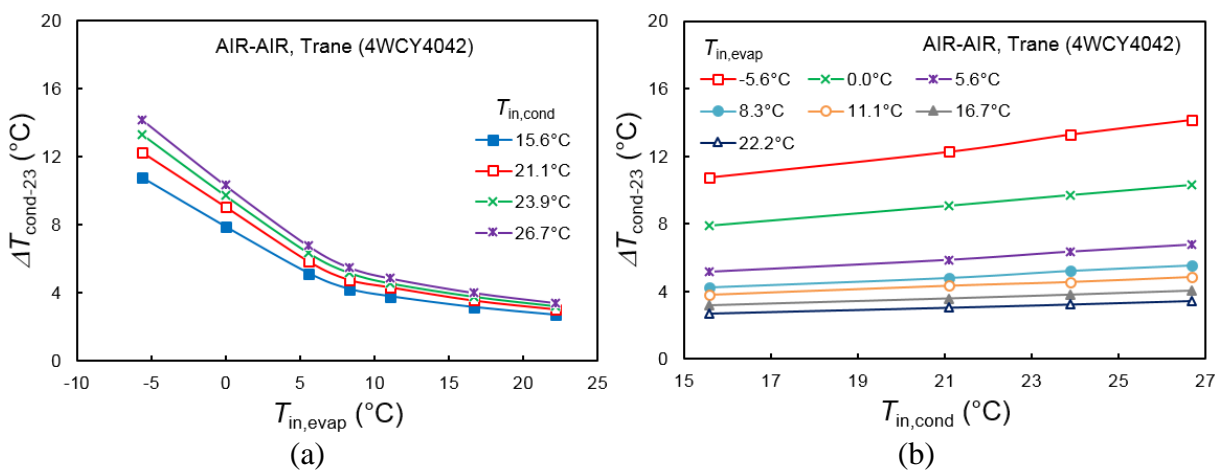 AIR-AIR, Trane (4WCY4042)
ΔTcond-23 (°C)
20
16
12
8
4
0
Tin,cond
15.6°C
21.1°C
23.9°C
26.7°C
-10 -5 0 5 10 15 20 25
Tin,evap (°C)
(a)
Tin,evap AIR-AIR, Trane (4WCY4042)
-5.6°C 0.0°C 5.6°C
8.3°C 11.1°C 16.7°C
22.2°C
ΔTcond-23 (°C)
20
16
12
8
4
0
15 17 19 21 23 25 27
Tin,cond (°C)
(b)